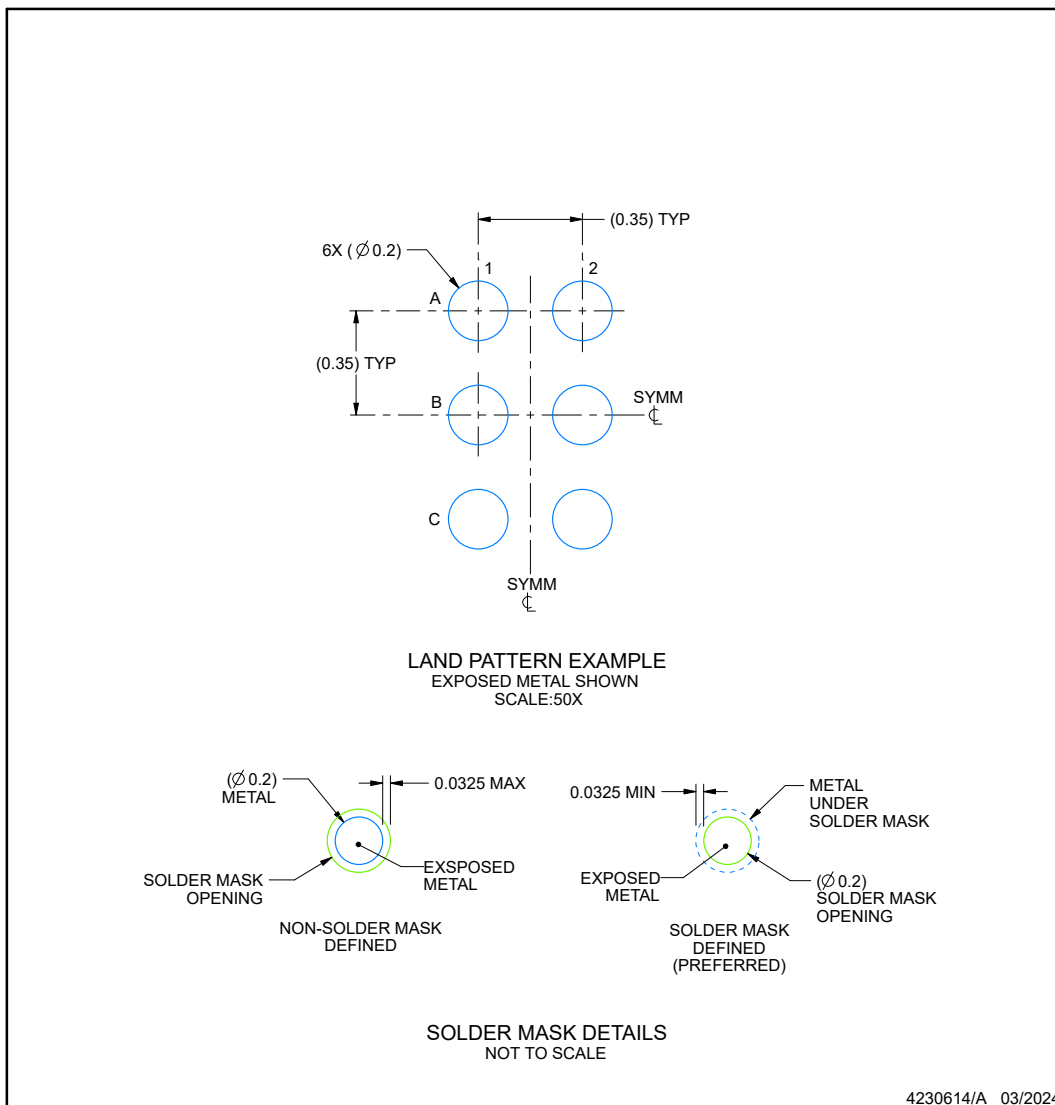 (0.35) TYP
6X (∅0.2)
1
2
A
(0.35) TYP
B
SYMM
℄
C
SYMM
℄
LAND PATTERN EXAMPLE
EXPOSED METAL SHOWN
SCALE:50X
(∅0.2)
METAL
0.0325 MAX
SOLDER MASK
OPENING
EXSPOSED
METAL
NON-SOLDER MASK
DEFINED
0.0325 MIN
METAL
UNDER
SOLDER MASK
EXPOSED
METAL
(∅0.2)
SOLDER MASK
OPENING
SOLDER MASK
DEFINED
(PREFERRED)
SOLDER MASK DETAILS
NOT TO SCALE
4230614/A 03/2024